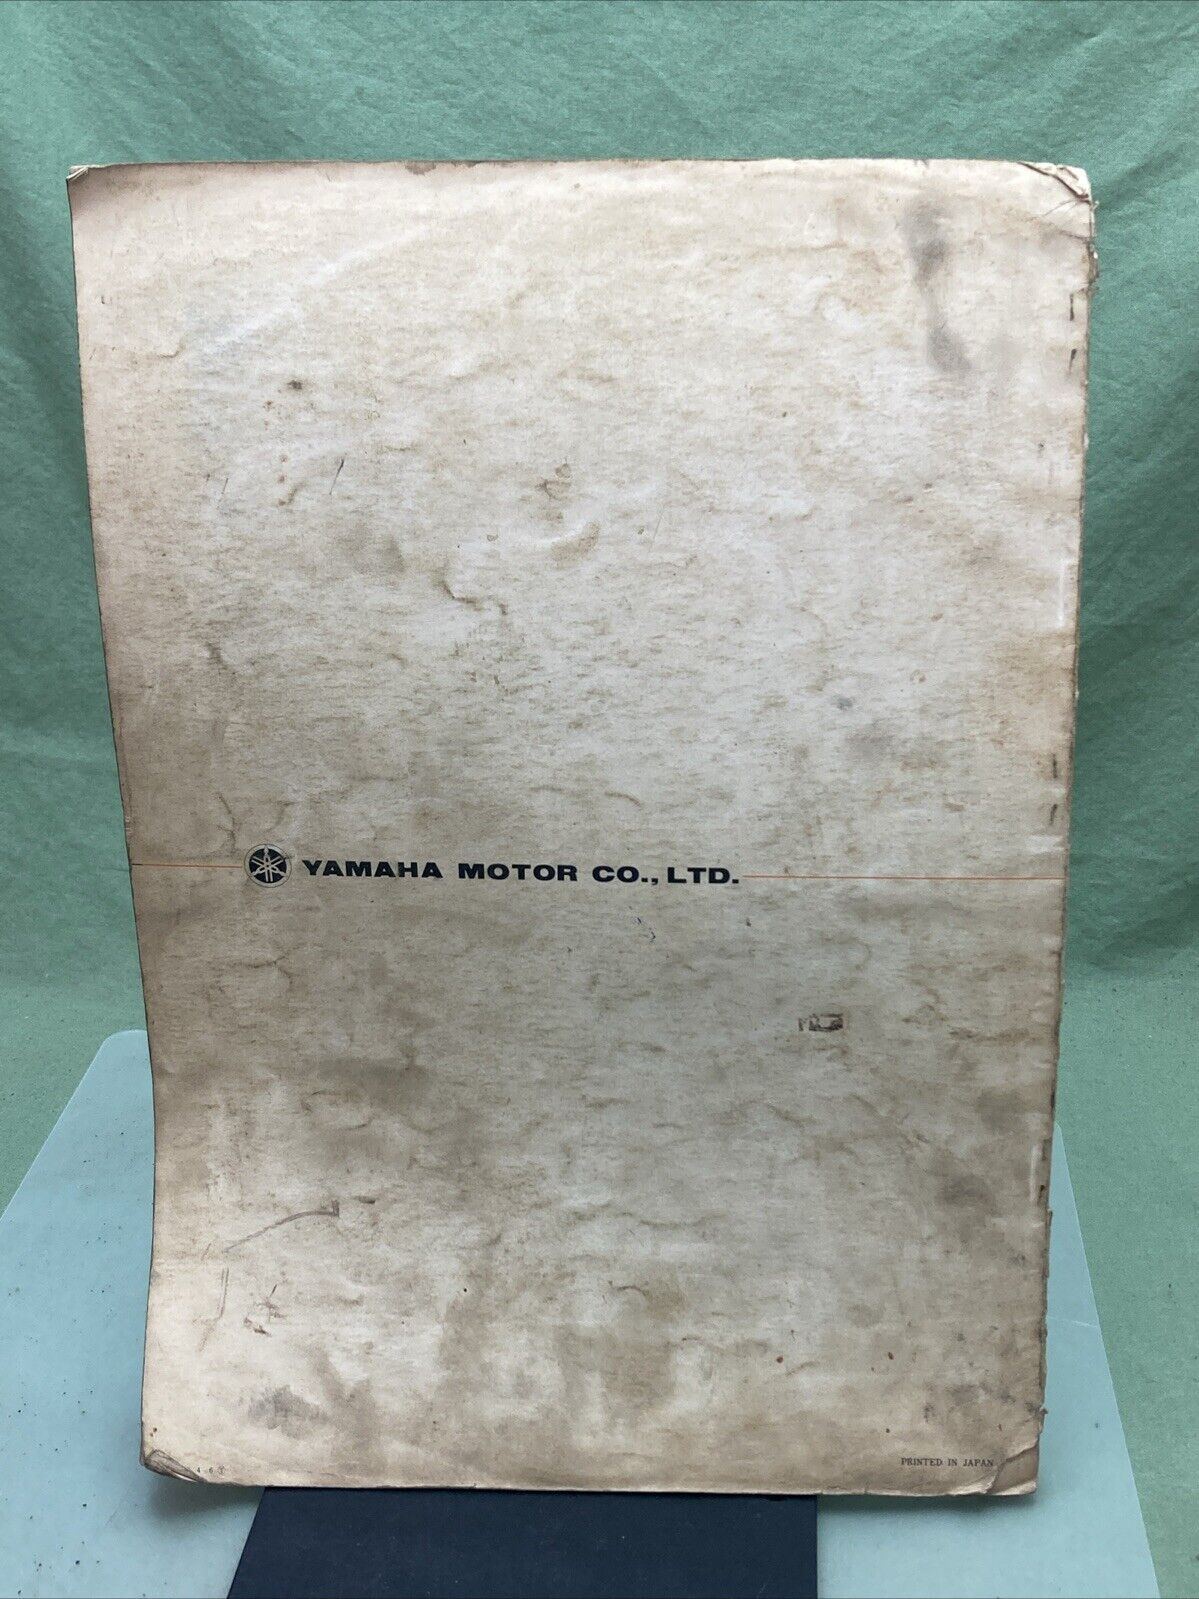 YAMAHA MOTOR CO., LTD.
PRINTED IN JAPAN